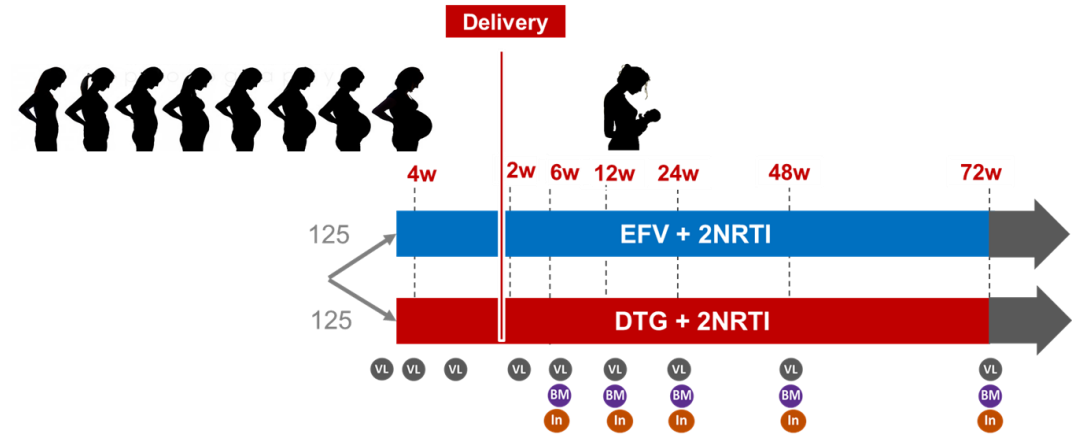 Delivery
4w 2w 6w 12w 24w 48w 72w
125 EFV + 2NRTI
125 DTG + 2NRTI
VL VL VL VL VL VL VL VL VL
BM BM BM BM BM
In In In In In